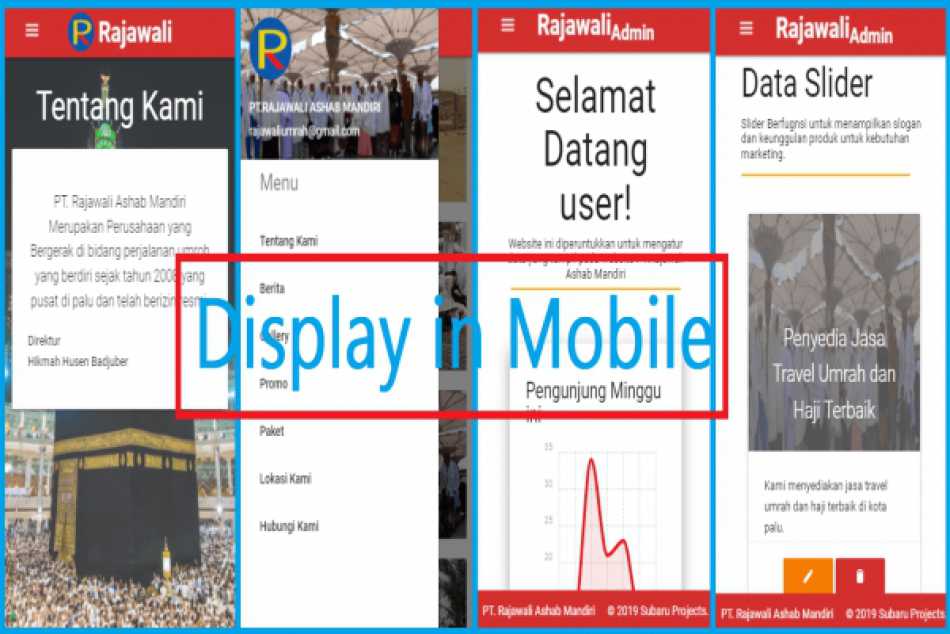 Rajawali
Tentang Kami
PT. Rajawali Ashab Mandiri
Merupakan Perusahaan yang
Bergerak di bidang perjalanan umroh
yang berdiri sejak tahun 2008 yang
pusat di palu dan telah berizin resmi
Direktur
Hikmah Husen Badjuber
R
PT.RAJAWALI ASHAB MANDIRI
rajawaliumrah@gmail.com
Menu
Tentang Kami
Berita
Gallery
Promo
Paket
Lokasi Kami
Hubungi Kami
Display in Mobile
RajawaliAdmin
Selamat
Datang
user!
Website ini diperuntukkan untuk mengatur
Ashab Mandiri
Pengunjung Minggu
ini
35
30
25
20
PT. Rajawali Ashab Mandiri © 2019 Subaru Projects.
RajawaliAdmin
Data Slider
Slider Berfugnsi untuk menampilkan slogan
dan keunggulan produk untuk kebutuhan
marketing.
Penyedia Jasa
Travel Umrah dan
Haji Terbaik
Kami menyediakan jasa travel
umrah dan haji terbaik di kota
palu.
PT. Rajawali Ashab Mandiri © 2019 Subaru Projects